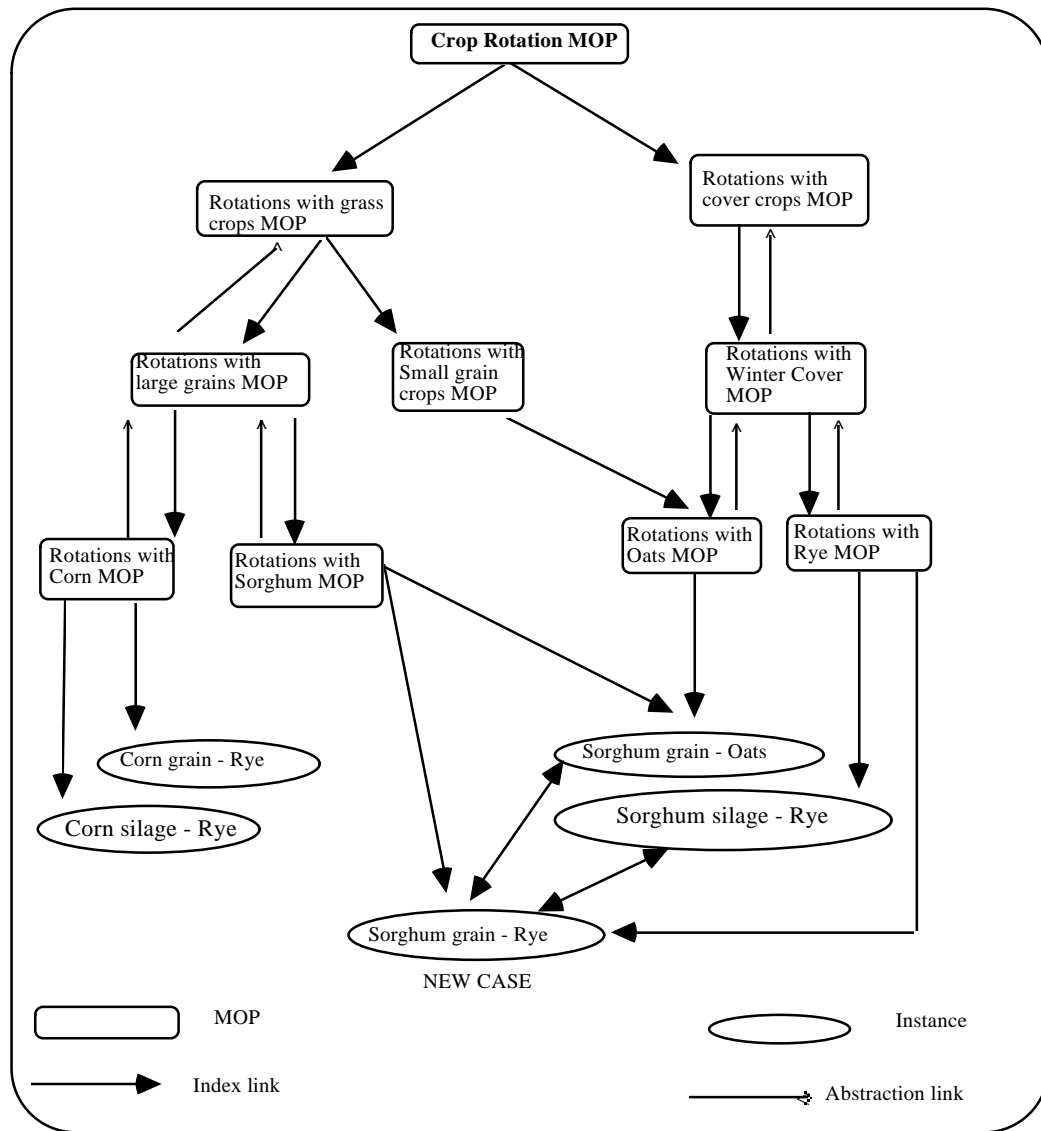 Crop Rotation MOP
Rotations with grass
crops MOP
Rotations with
cover crops MOP
Rotations with
large grains MOP
Rotations with
Small grain
crops MOP
Rotations with
Winter Cover
MOP
Rotations with
Corn MOP
Rotations with
Sorghum MOP
Rotations with
Oats MOP
Rotations with
Rye MOP
Corn grain - Rye
Corn silage - Rye
Sorghum grain - Oats
Sorghum silage - Rye
Sorghum grain - Rye
NEW CASE
MOP
Instance
Index link
Abstraction link